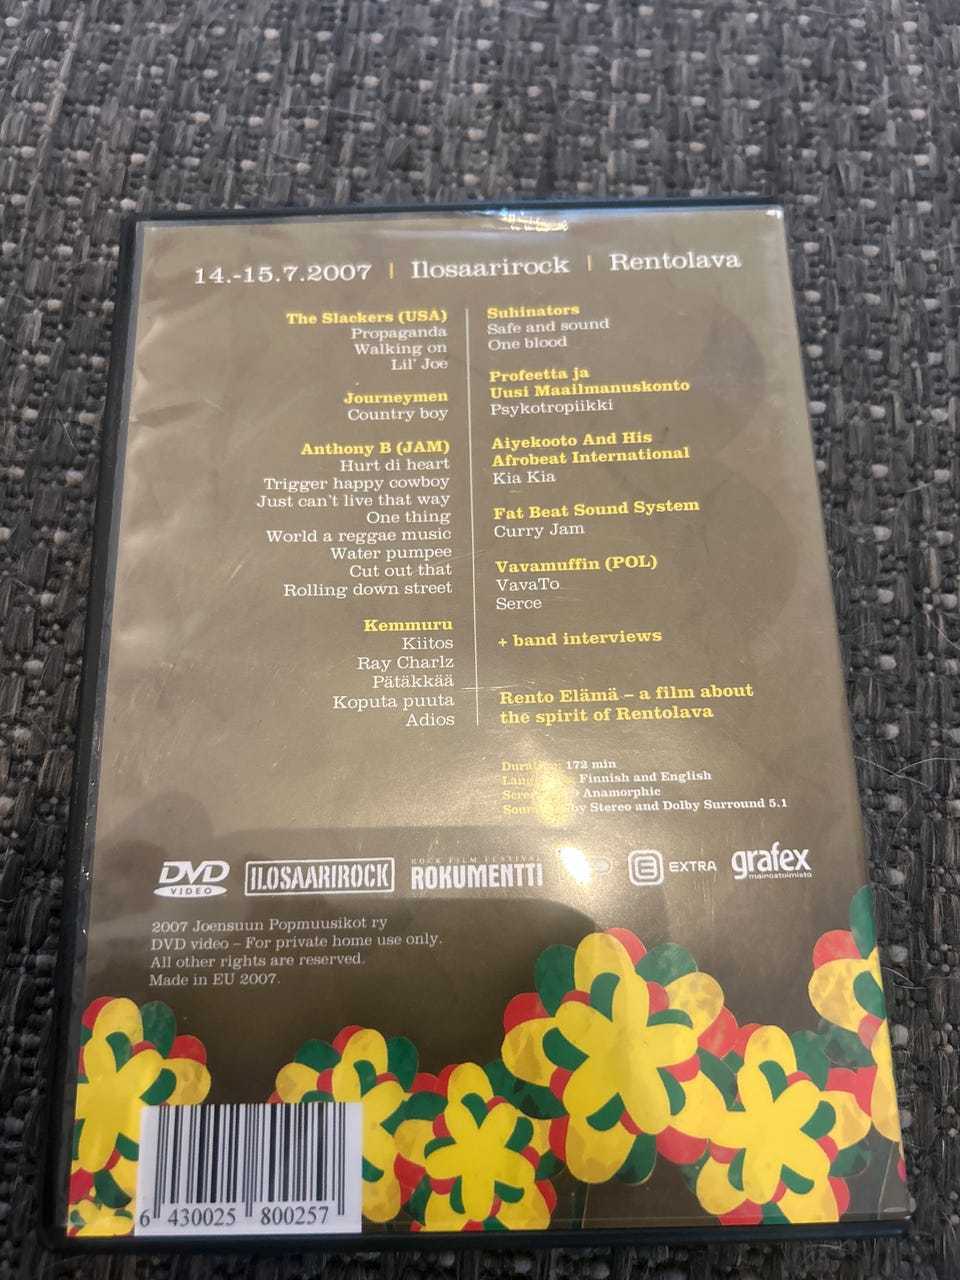 14.-15.7.2007 | Ilosaarirock | Rentolava
The Slackers (USA)
Propaganda
Walking on
Lil' Joe
Journeymen
Country boy
Anthony B (JAM)
Hurt di heart
Trigger happy cowboy
Just can't live that way
One thing
World a reggae music
Water pumpee
Cut out that
Rolling down street
Kemmuru
Kiitos
Ray Charlz
Pätäkkää
Koputa puuta
Adios
Suhinators
Safe and sound
One blood
Profeetta ja
Uusi Maailmanuskonto
Psykotropiikki
Aiyekooto And His
Afrobeat International
Kia Kia
Fat Beat Sound System
Curry Jam
Vavamuffin (POL)
VavaTo
Serce
+ band interviews
Rento Elämä – a film about
the spirit of Rentolava
172 min
Finnish and English
Anamorphic
Stereo and Dolby Surround 5.1
DVD
VIDEO
ILOSAARIROCK
ROCK FILM FESTIVAL
ROKUMENTTI
E EXTRA
grafex
mainostoimisto
2007 Joensuun Popmuusikot ry
DVD video – For private home use only.
All other rights are reserved.
Made in EU 2007.
6 430025 800257